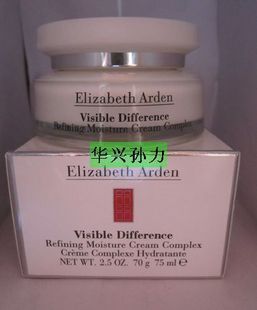 Elizabeth Arden
Visible Difference
Refining Moisture Cream Complex
华兴孙力
Elizabeth Arden
Visible Difference
Refining Moisture Cream Complex
Crème Complexe Hydratante
NET WT. 2.5 OZ. 70 g 75 ml ℮